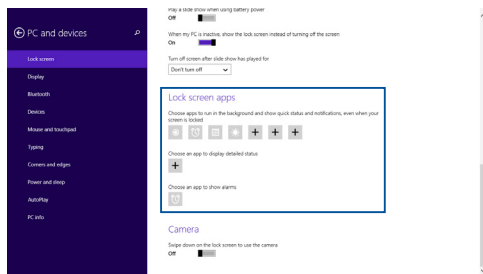 PC and devices
Lock screen
Display
Bluetooth
Devices
Mouse and touchpad
Typing
Corners and edges
Power and sleep
AutoPlay
PC info
Play a slide show when using battery power
Off
When my PC is inactive, show the lock screen instead of turning off the screen
On
Turn off screen after slide show has played for
Don't turn off
Lock screen apps
Choose apps to run in the background and show quick status and notifications, even when your
screen is locked
Choose an app to display detailed status
Choose an app to show alarms
Camera
Swipe down on the lock screen to use the camera
Off